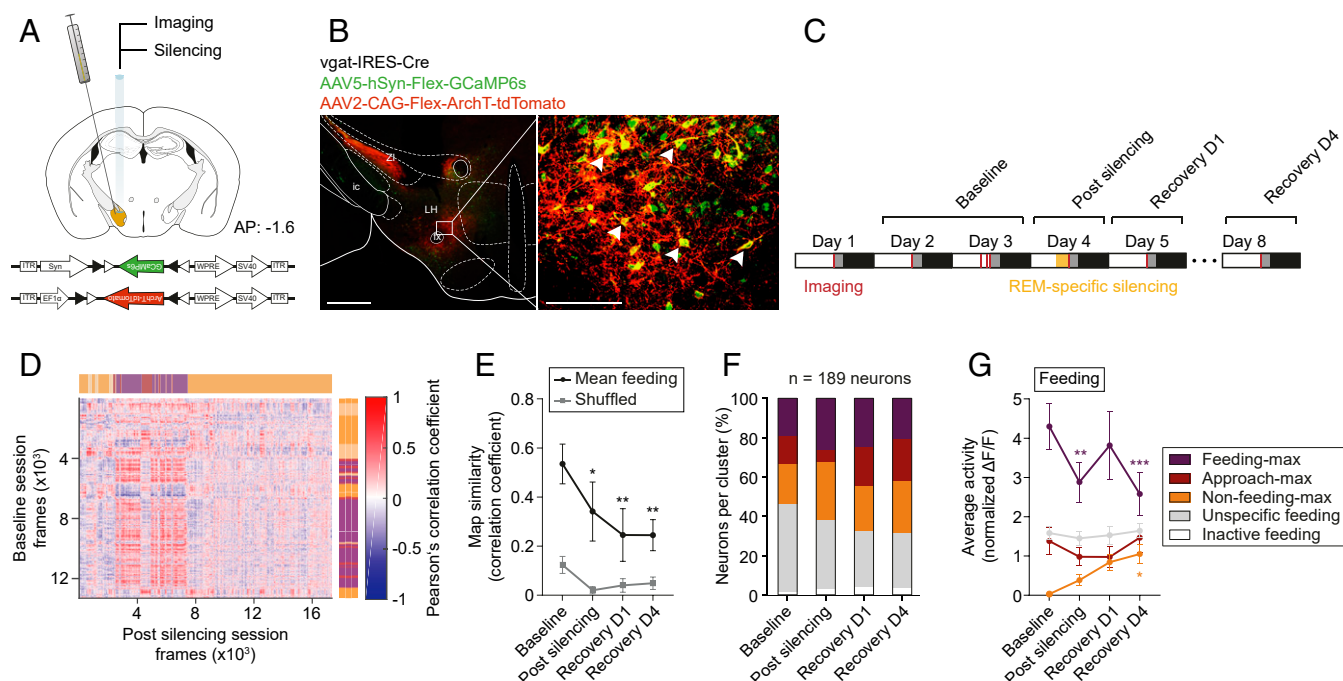 A
Imaging
Silencing
AP: -1.6
ITR
Syn
GCaMP6s
WPRE
SV40
ITR
ITR
EF1α
ArchT-tdTomato
WPRE
SV40
ITR
B
vgat-IRES-Cre
AAV5-hSyn-Flex-GCaMP6s
AAV2-CAG-Flex-ArchT-tdTomato
ZI
ic
LH
fx
C
Baseline
Post silencing
Recovery D1
Recovery D4
Day 1
Day 2
Day 3
Day 4
Day 5
Day 8
Imaging
REM-specific silencing
D
Baseline session
frames (x10³)
4
8
12
4
8
12
16
Post silencing session
frames (x10³)
1
0.5
0
-0.5
-1
Pearson's correlation coefficient
E
Mean feeding
Shuffled
Map similarity
(correlation coefficient)
0.8
0.6
0.4
0.2
0
*
**
**
Baseline
Post silencing
Recovery D1
Recovery D4
F
n = 189 neurons
Neurons per cluster (%)
100
80
60
40
20
0
Baseline
Post silencing
Recovery D1
Recovery D4
G
Feeding
Average activity
(normalized ΔF/F)
5
4
3
2
1
0
**
***
*
Baseline
Post silencing
Recovery D1
Recovery D4
Feeding-max
Approach-max
Non-feeding-max
Unspecific feeding
Inactive feeding